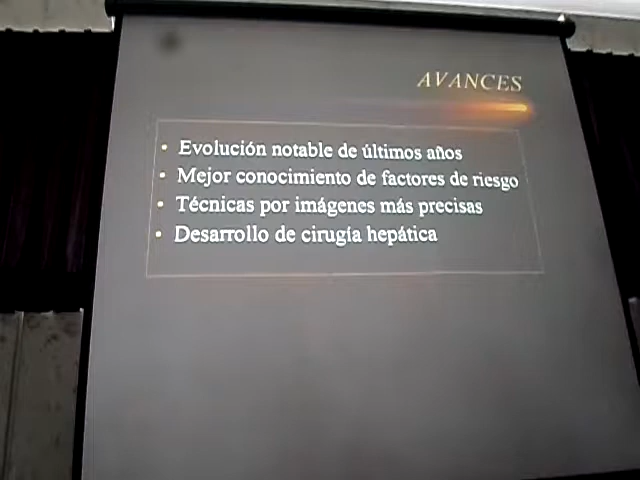 AVANCES
• Evolución notable de últimos años
• Mejor conocimiento de factores de riesgo
• Técnicas por imágenes más precisas
• Desarrollo de cirugía hepática